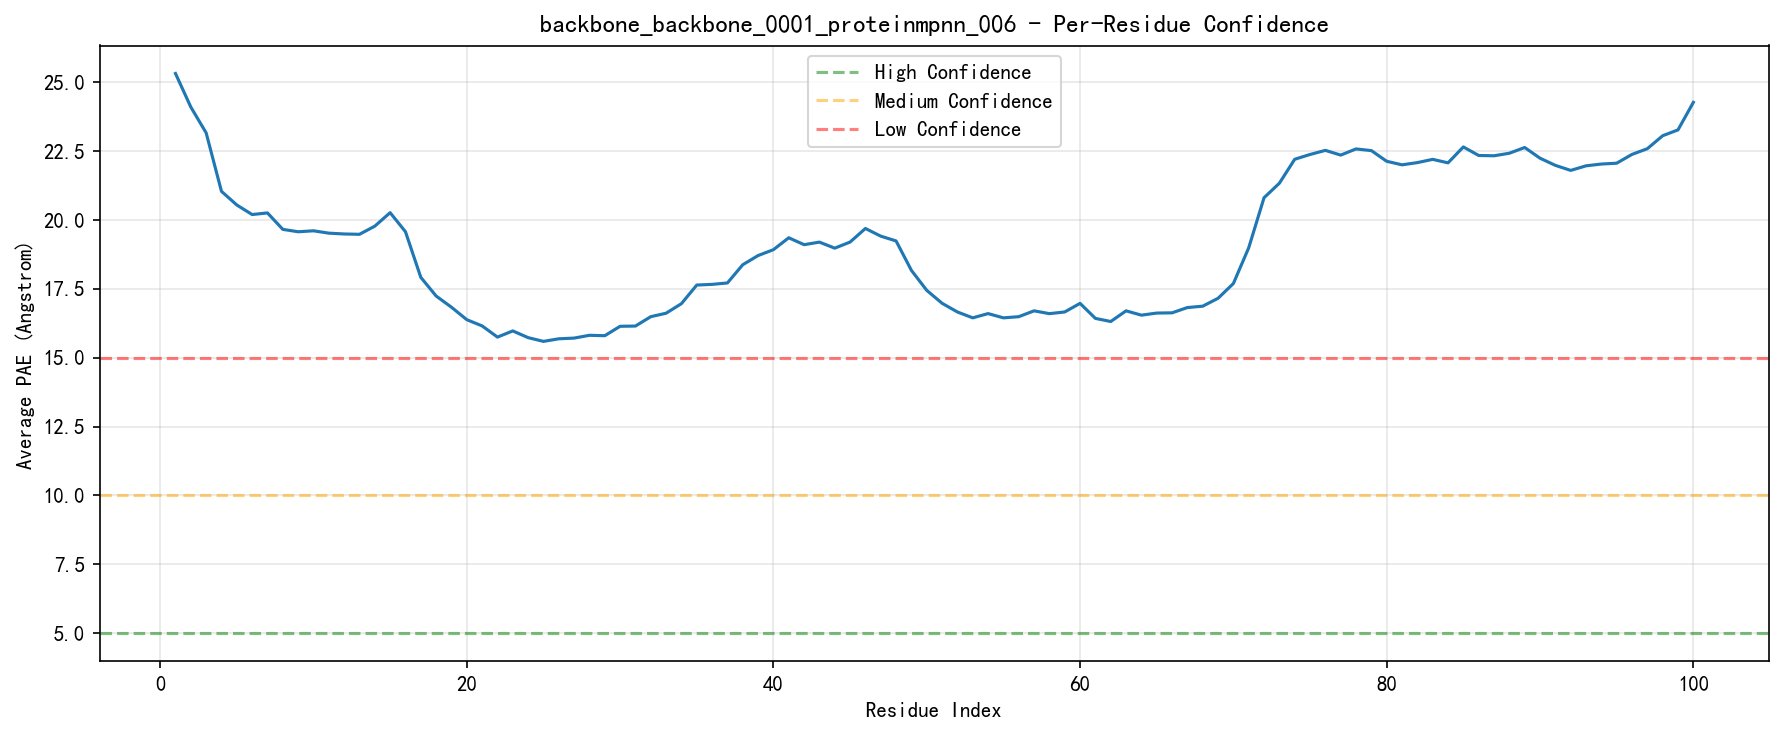 backbone_backbone_0001_proteinmpnn_006 - Per-Residue Confidence
High Confidence
Medium Confidence
Low Confidence
25.0
22.5
20.0
17.5
15.0
12.5
10.0
7.5
5.0
Average PAE (Angstrom)
0 20 40 60 80 100
Residue Index